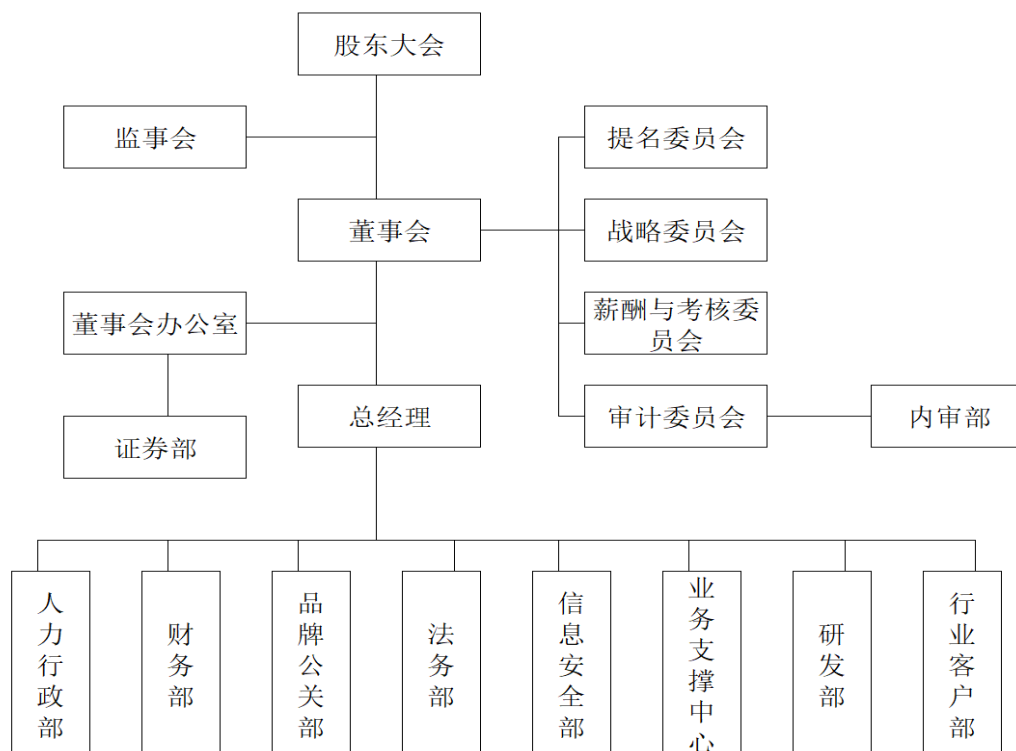 股东大会
监事会
提名委员会
董事会
战略委员会
董事会办公室
薪酬与考核委
员会
总经理
审计委员会
内审部
证券部
人力行政部
财务部
品牌公关部
法务部
信息安全部
业务支撑中心
研发部
行业客户部